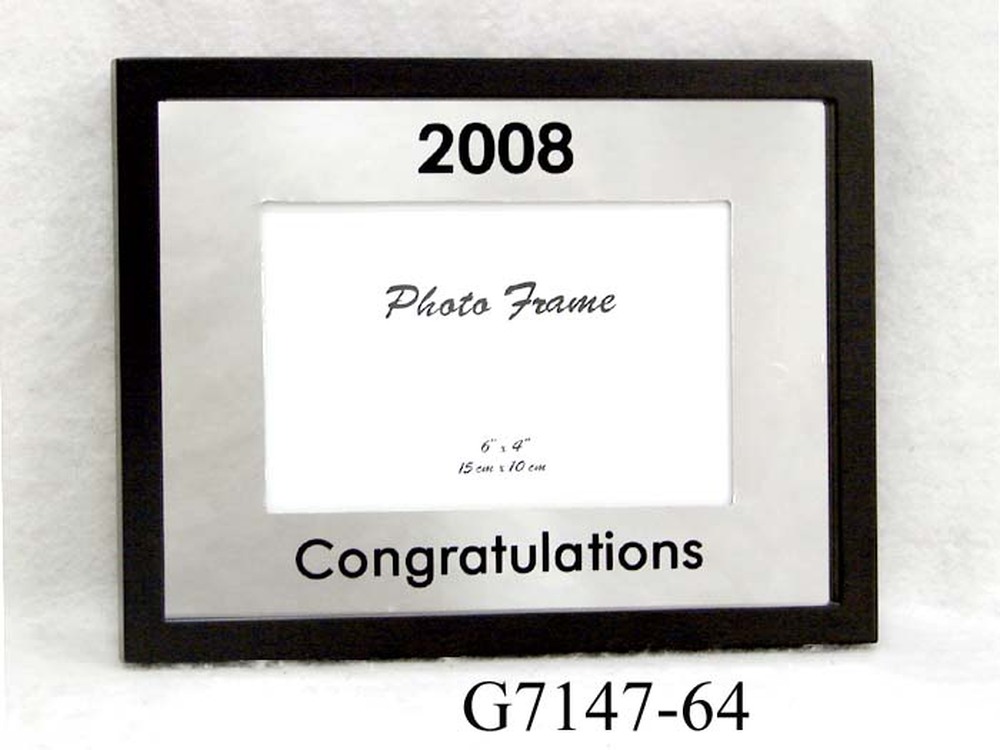 2008
Photo Frame
6" x 4"
15 cm x 10 cm
Congratulations
G7147-64